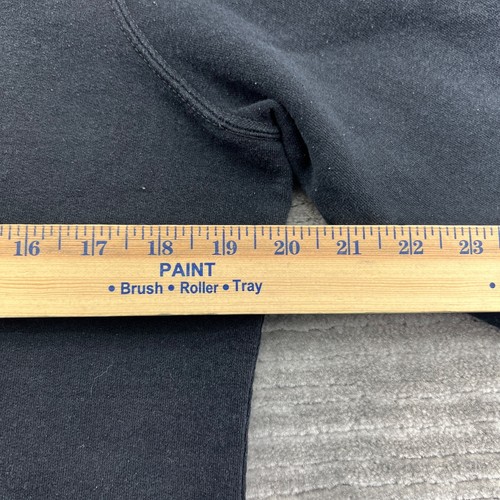 16 17 18 19 20 21 22 23
PAINT
• Brush • Roller • Tray
•